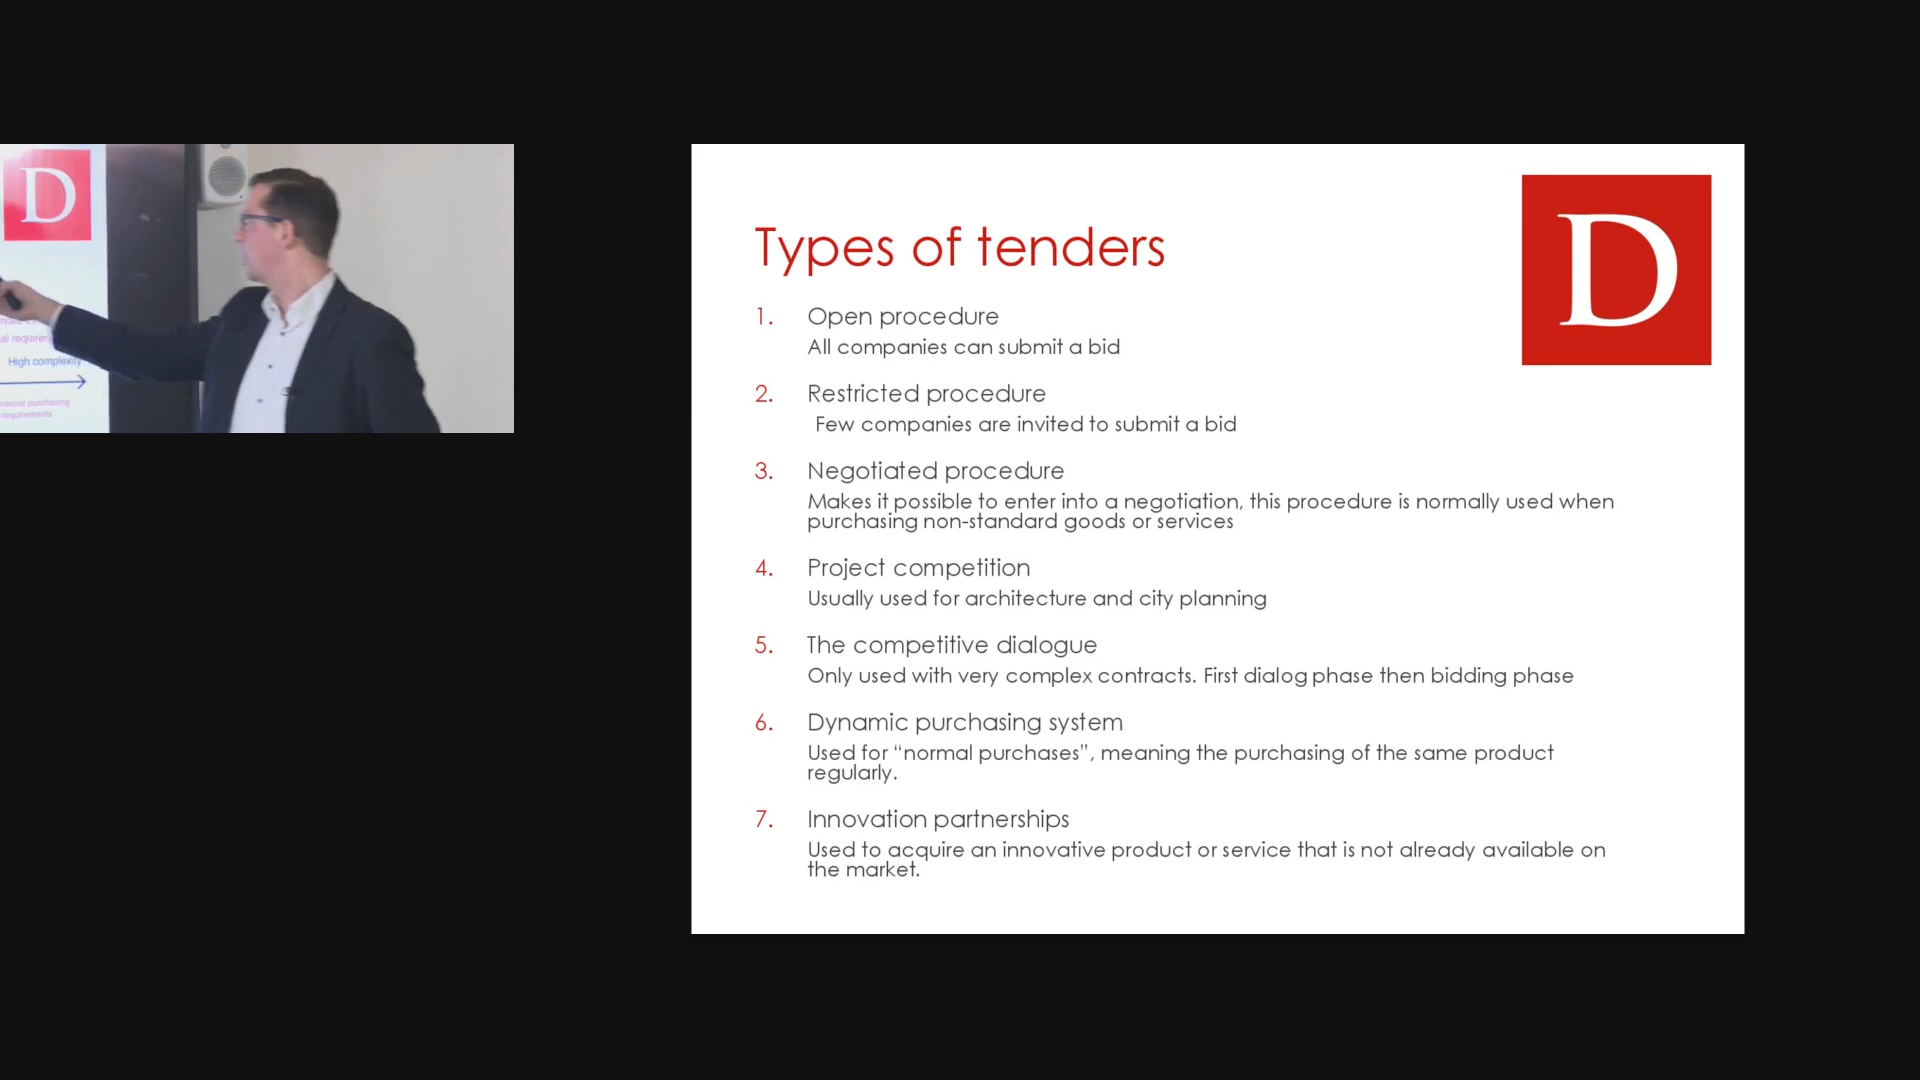 D
High complexity
requirements
Types of tenders
D
1. Open procedure
All companies can submit a bid
2. Restricted procedure
Few companies are invited to submit a bid
3. Negotiated procedure
Makes it possible to enter into a negotiation, this procedure is normally used when
purchasing non-standard goods or services
4. Project competition
Usually used for architecture and city planning
5. The competitive dialogue
Only used with very complex contracts. First dialog phase then bidding phase
6. Dynamic purchasing system
Used for “normal purchases”, meaning the purchasing of the same product
regularly.
7. Innovation partnerships
Used to acquire an innovative product or service that is not already available on
the market.